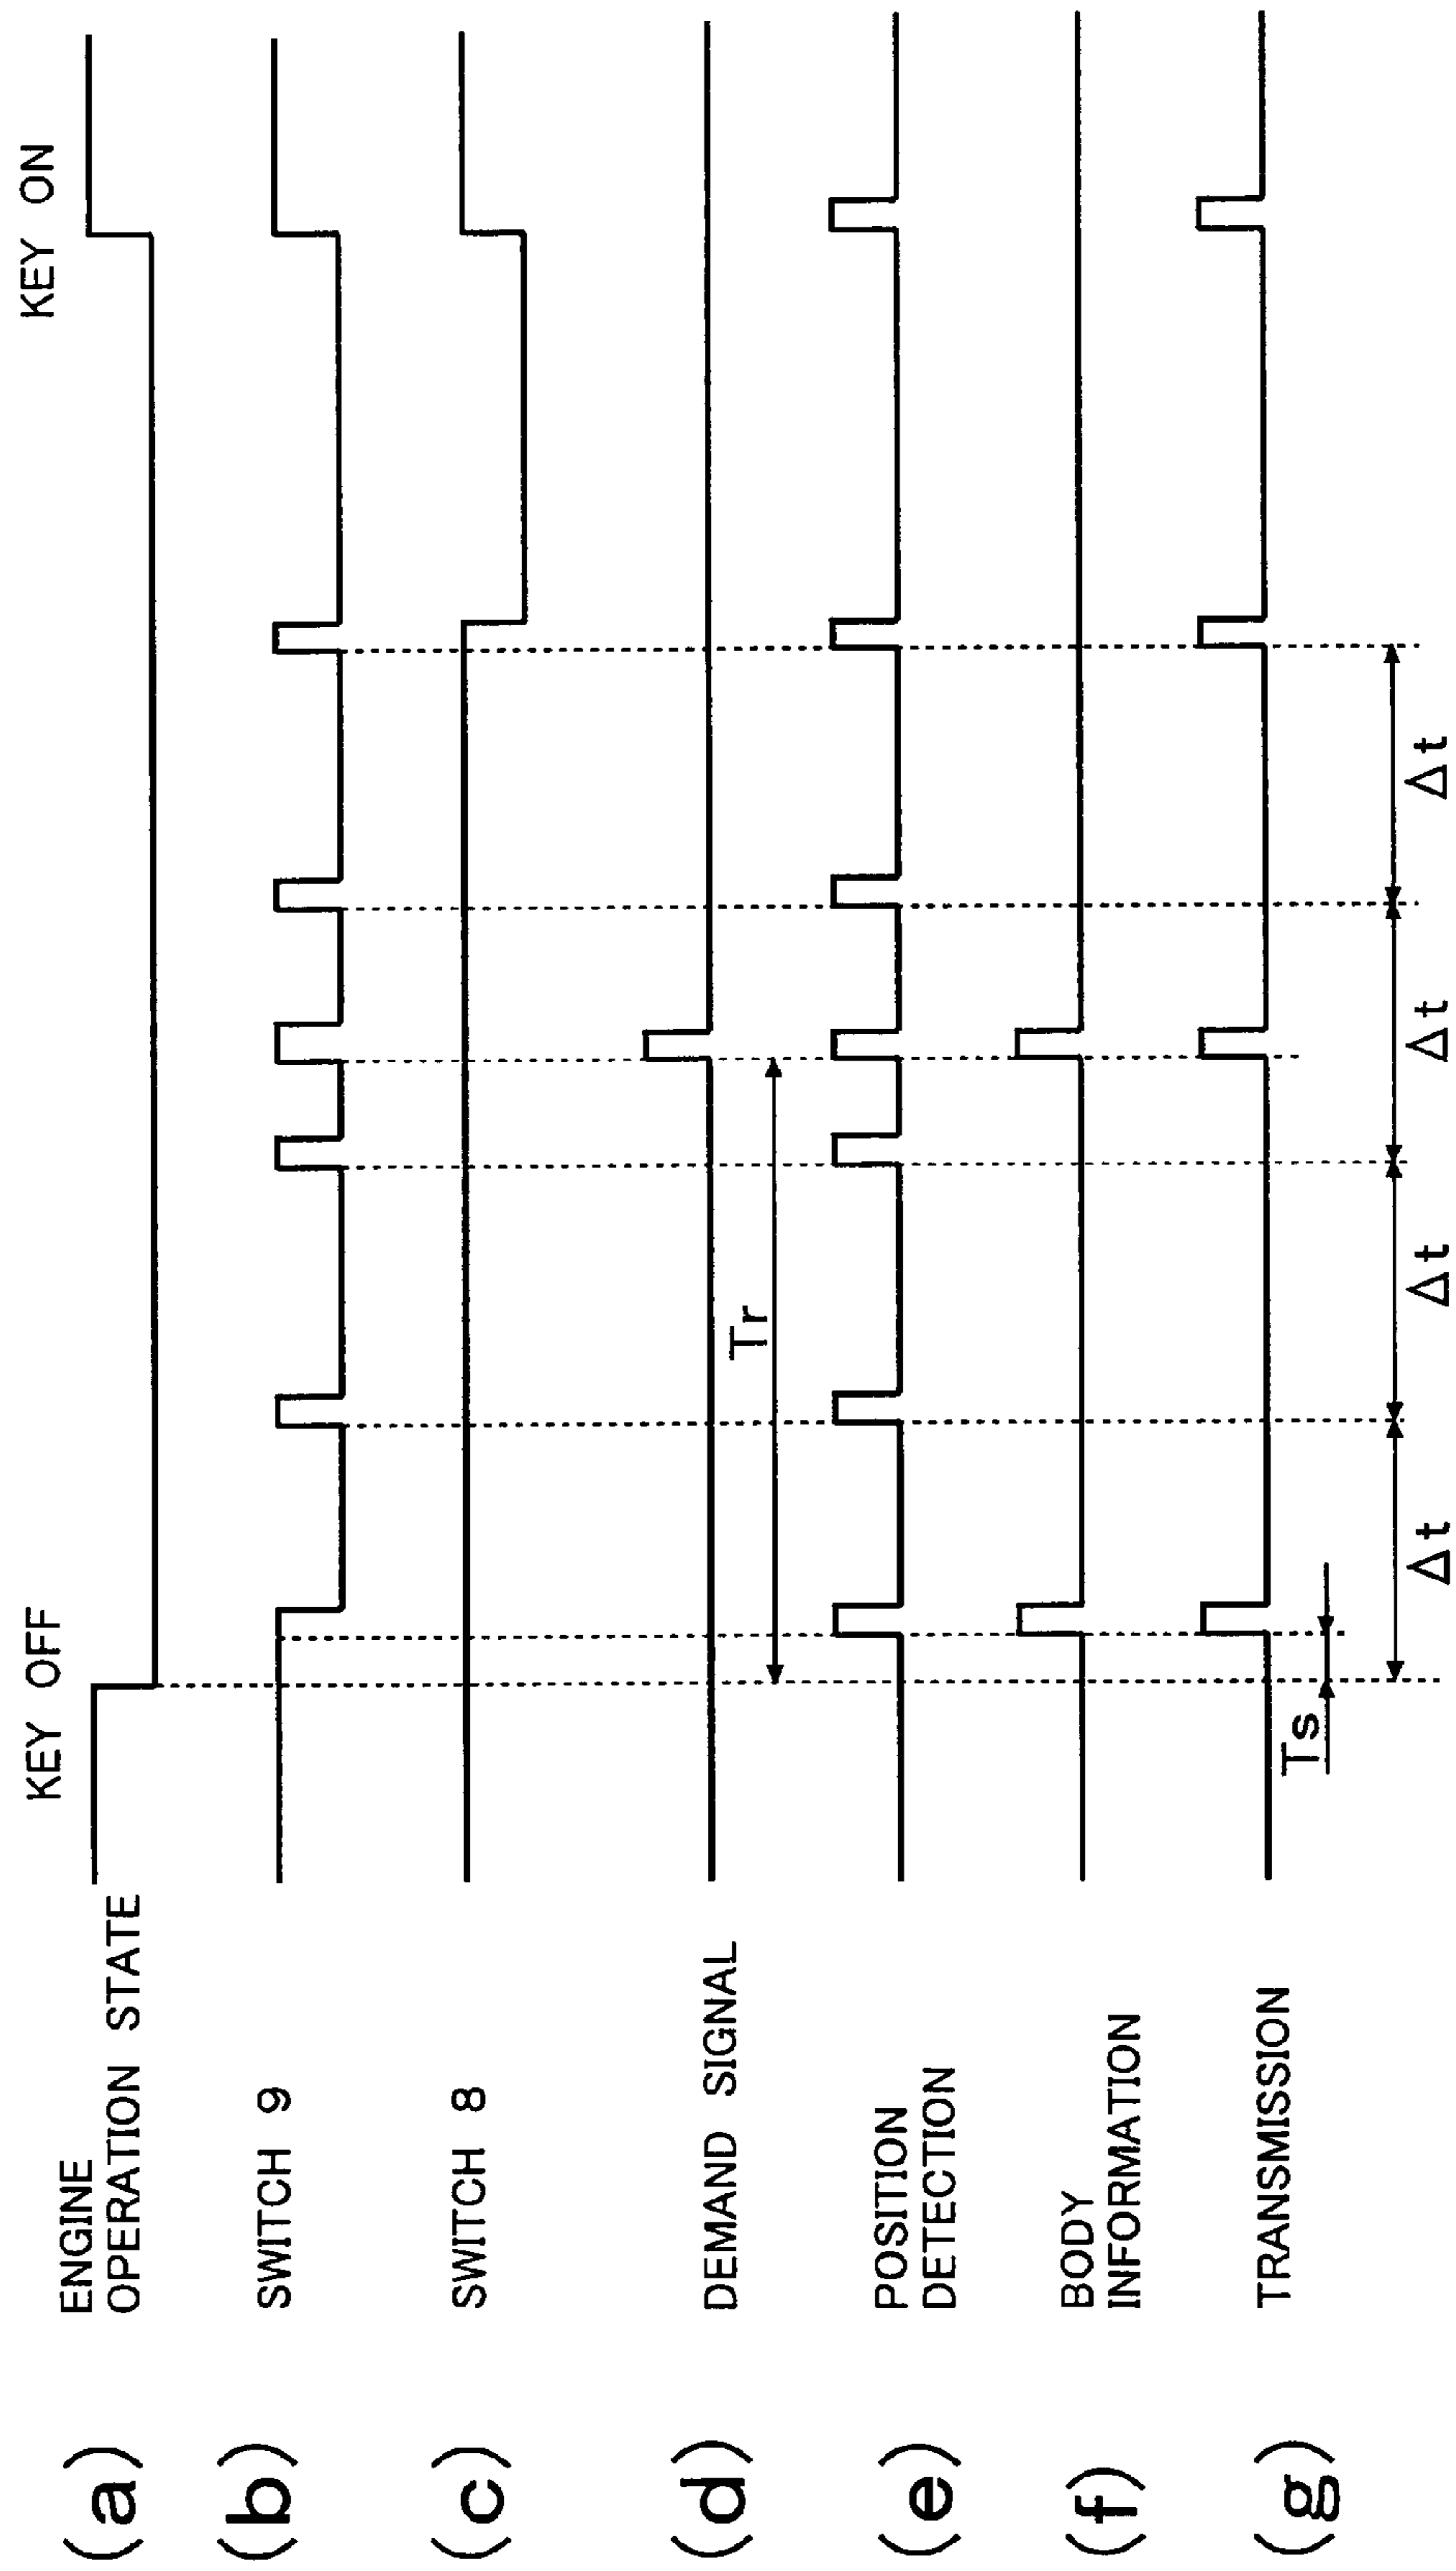 KEY OFF
KEY ON
(a)
ENGINE
OPERATION STATE
(b)
SWITCH 9
(c)
SWITCH 8
(d)
DEMAND SIGNAL
Tr
(e)
POSITION
DETECTION
(f)
BODY
INFORMATION
(g)
TRANSMISSION
Ts
Δt
Δt
Δt
Δt